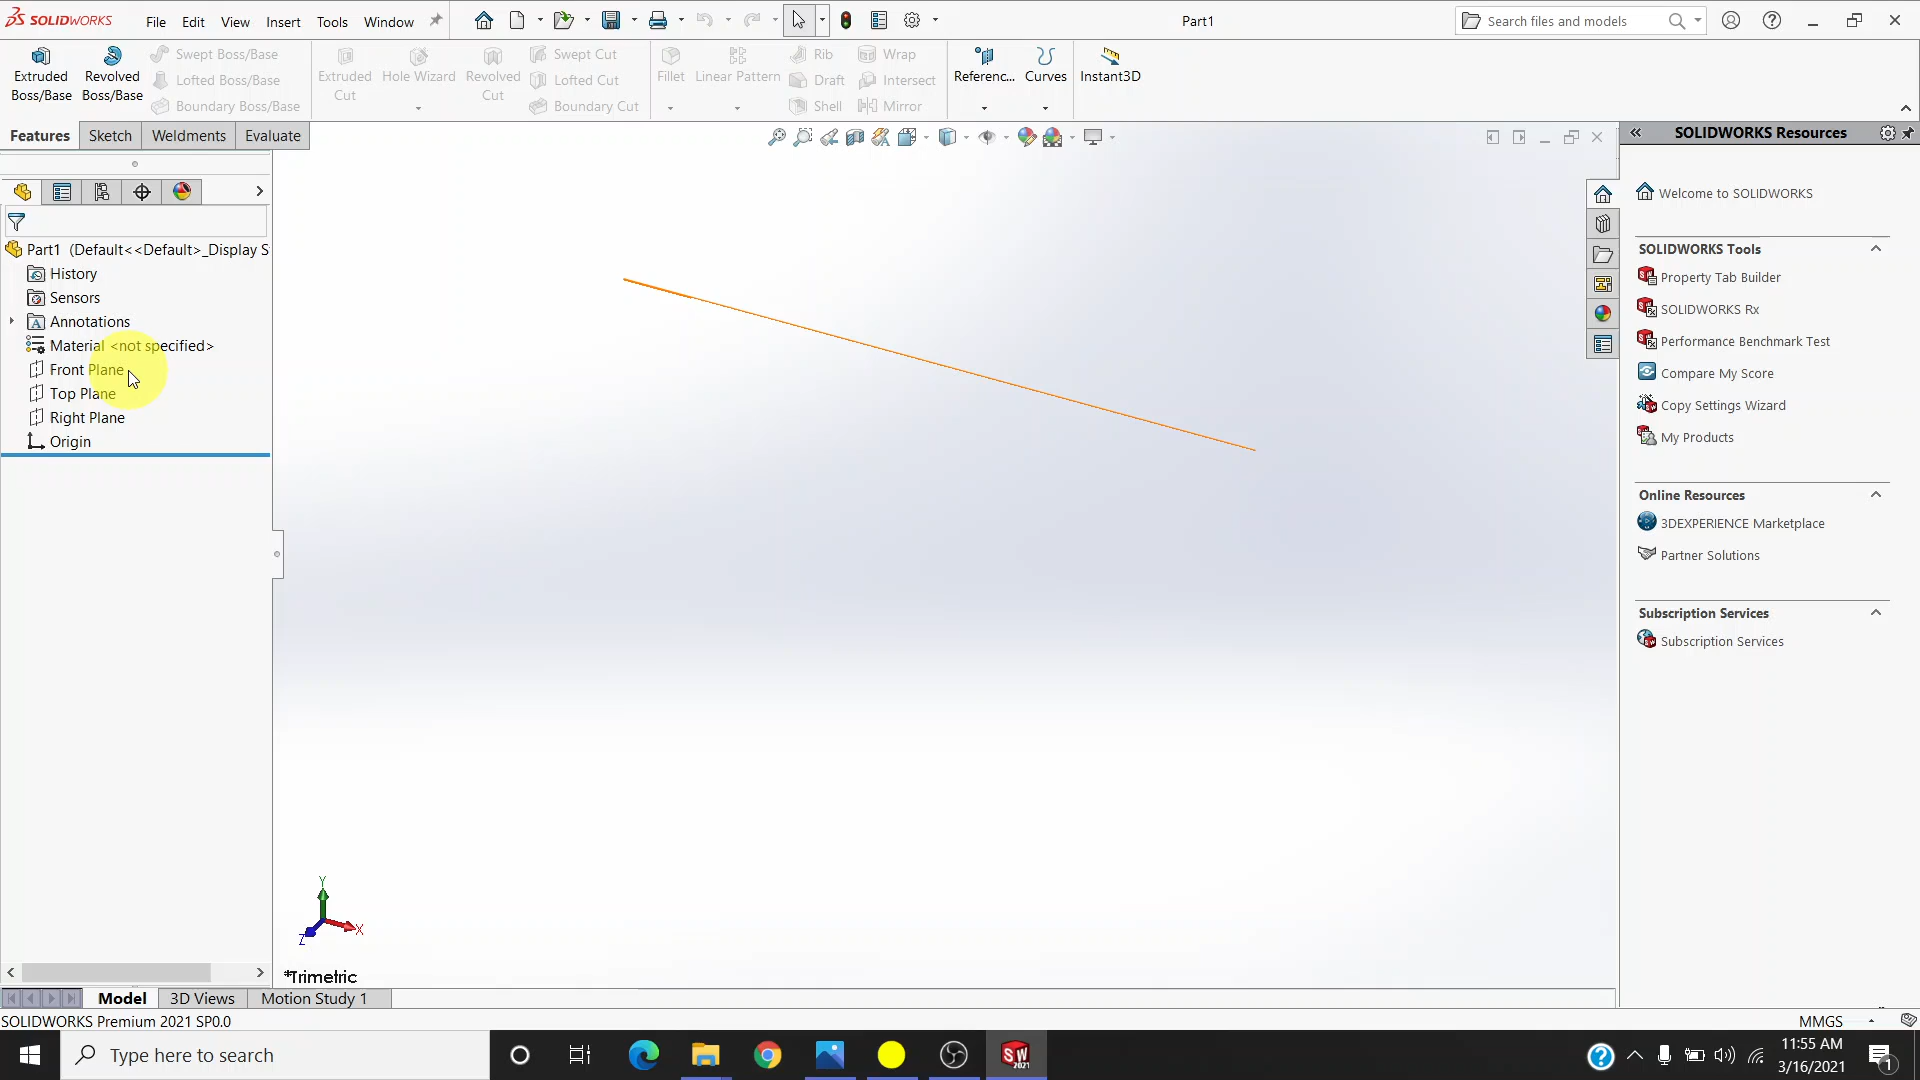 SOLIDWORKS File Edit View Insert Tools Window Part1 Search files and models
Extruded Boss/Base
Revolved Boss/Base
Swept Boss/Base
Lofted Boss/Base
Boundary Boss/Base
Extruded Cut
Hole Wizard
Revolved Cut
Swept Cut
Lofted Cut
Boundary Cut
Fillet
Linear Pattern
Rib
Draft
Shell
Wrap
Intersect
Mirror
Referenc...
Curves
Instant3D
Features Sketch Weldments Evaluate
Part1 (Default<<Default>_Display S
History
Sensors
Annotations
Material <not specified>
Front Plane
Top Plane
Right Plane
Origin
Y
X
Z
*Trimetric
Model 3D Views Motion Study 1
SOLIDWORKS Premium 2021 SP0.0
MMGS
SOLIDWORKS Resources
Welcome to SOLIDWORKS
SOLIDWORKS Tools
Property Tab Builder
SOLIDWORKS Rx
Performance Benchmark Test
Compare My Score
Copy Settings Wizard
My Products
Online Resources
3DEXPERIENCE Marketplace
Partner Solutions
Subscription Services
Subscription Services
Type here to search
SW
2021
11:55 AM
3/16/2021
1